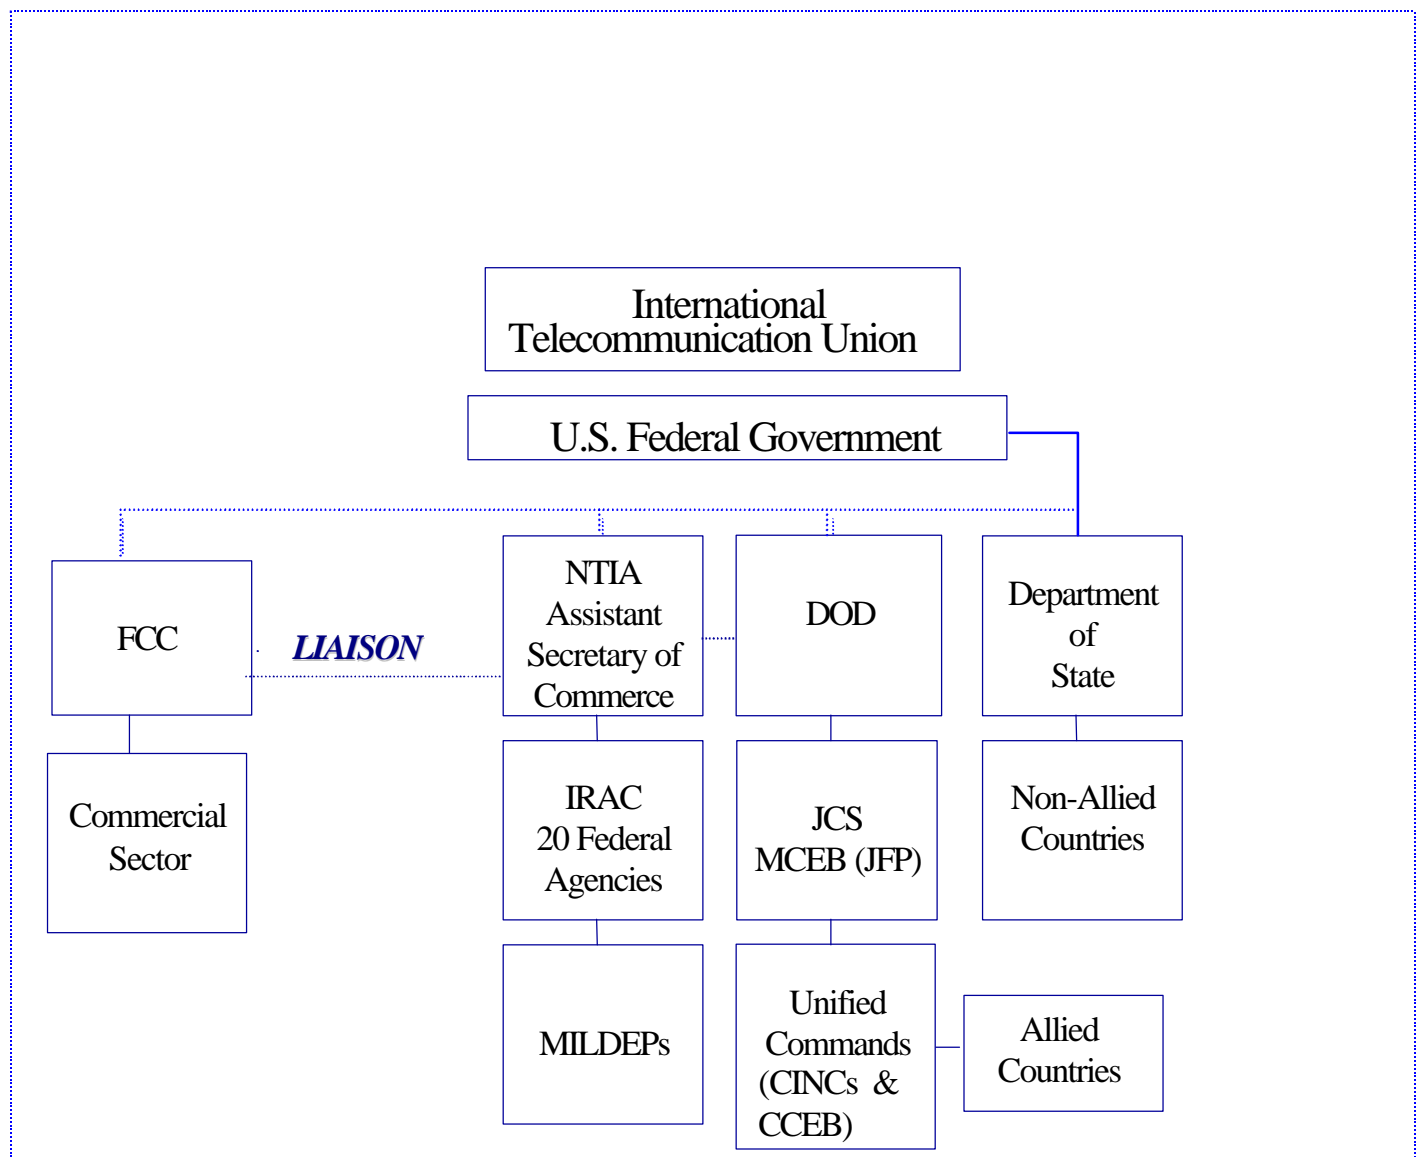 International
Telecommunication Union
U.S. Federal Government
FCC
LIAISON
NTIA
Assistant
Secretary of
Commerce
DOD
Department
of
State
Commercial
Sector
IRAC
20 Federal
Agencies
JCS
MCEB (JFP)
Non-Allied
Countries
MILDEPs
Unified
Commands
(CINCs &
CCEB)
Allied
Countries